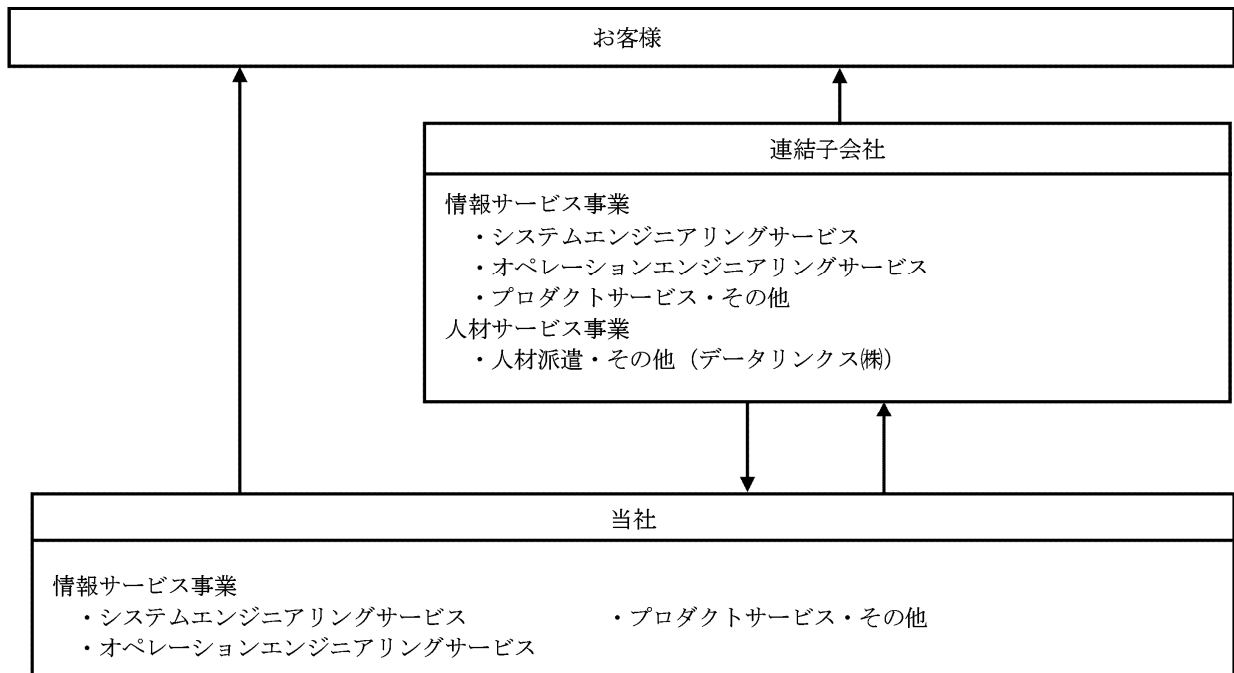 お客様
連結子会社
情報サービス事業
・システムエンジニアリングサービス
・オペレーションエンジニアリングサービス
・プロダクトサービス・その他
人材サービス事業
・人材派遣・その他（データリンクス㈱）
当社
情報サービス事業
・システムエンジニアリングサービス ・プロダクトサービス・その他
・オペレーションエンジニアリングサービス